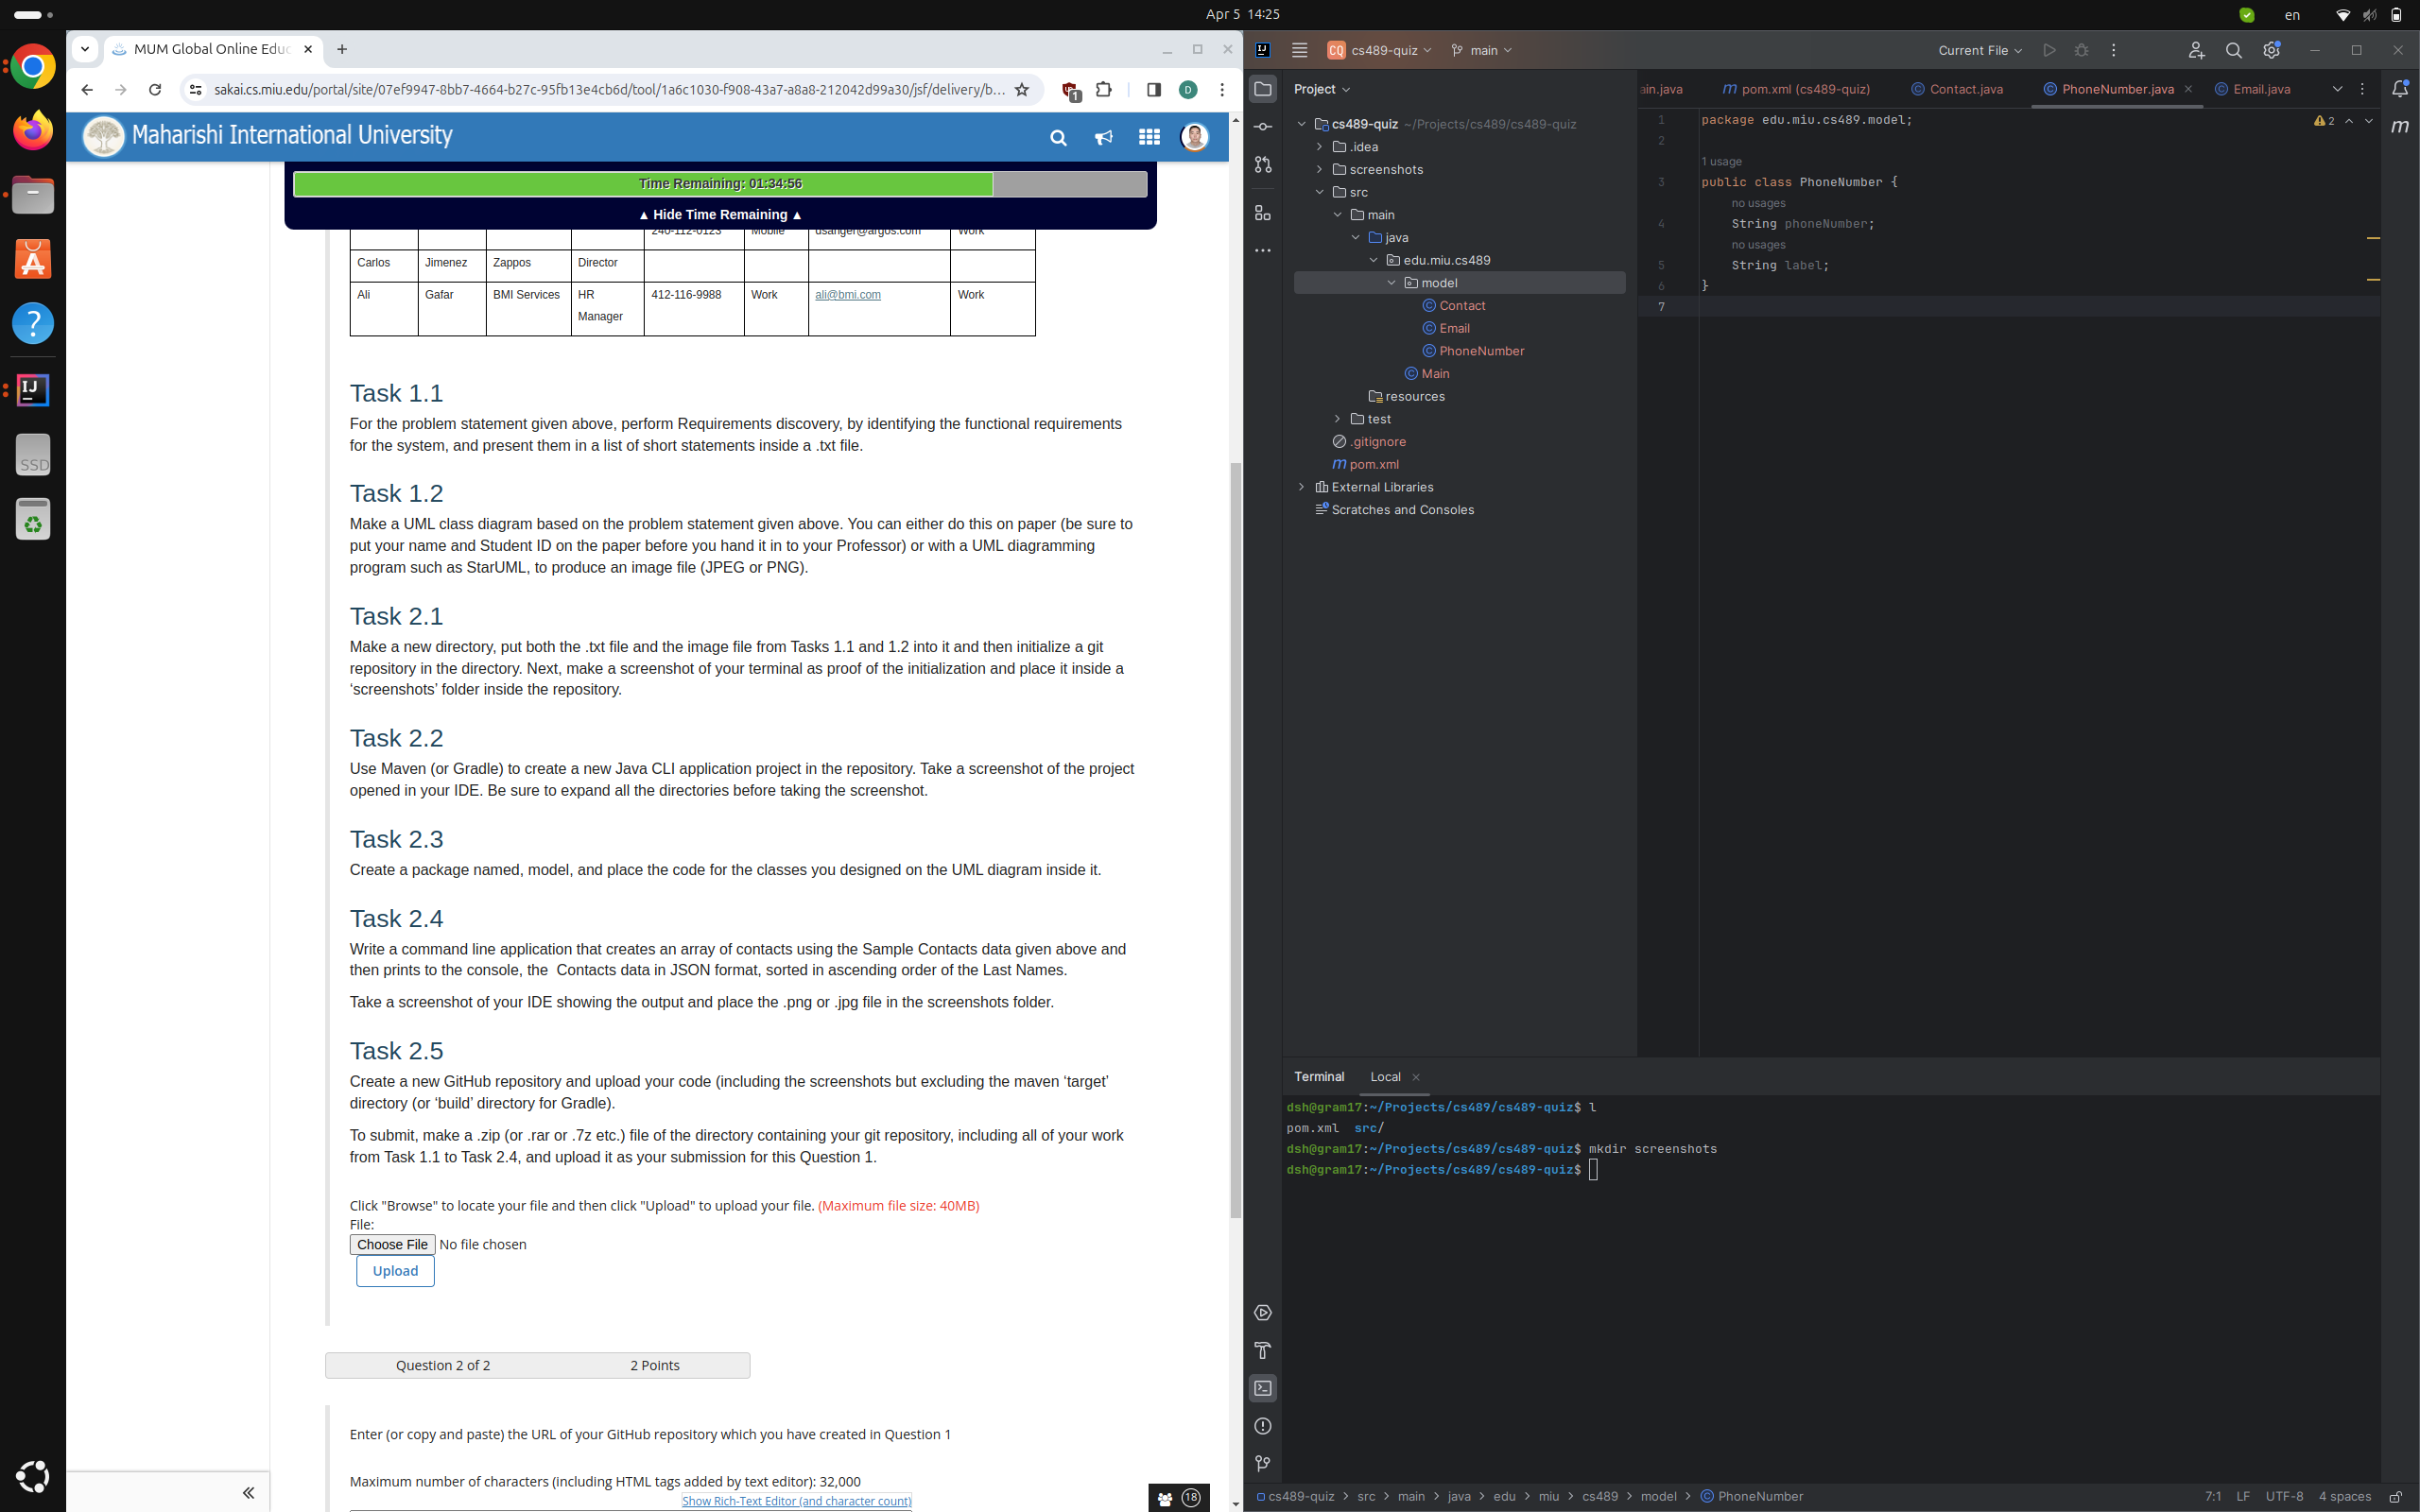 Apr 5 14:25
en
MUM Global Online Educ
sakai.cs.miu.edu/portal/site/07ef9947-8bb7-4664-b27c-95fb13e4cb6d/tool/1a6c1030-f908-43a7-a8a8-212042d99a30/jsf/delivery/b...
1
D
Maharishi International University
Time Remaining: 01:34:56
▲ Hide Time Remaining ▲
240-112-0123 Mobile dsanger@argos.com Work
Carlos Jimenez Zappos Director
Ali Gafar BMI Services HR Manager 412-116-9988 Work ali@bmi.com Work
Task 1.1
For the problem statement given above, perform Requirements discovery, by identifying the functional requirements
for the system, and present them in a list of short statements inside a .txt file.
Task 1.2
Make a UML class diagram based on the problem statement given above. You can either do this on paper (be sure to
put your name and Student ID on the paper before you hand it in to your Professor) or with a UML diagramming
program such as StarUML, to produce an image file (JPEG or PNG).
Task 2.1
Make a new directory, put both the .txt file and the image file from Tasks 1.1 and 1.2 into it and then initialize a git
repository in the directory. Next, make a screenshot of your terminal as proof of the initialization and place it inside a
‘screenshots’ folder inside the repository.
Task 2.2
Use Maven (or Gradle) to create a new Java CLI application project in the repository. Take a screenshot of the project
opened in your IDE. Be sure to expand all the directories before taking the screenshot.
Task 2.3
Create a package named, model, and place the code for the classes you designed on the UML diagram inside it.
Task 2.4
Write a command line application that creates an array of contacts using the Sample Contacts data given above and
then prints to the console, the Contacts data in JSON format, sorted in ascending order of the Last Names.
Take a screenshot of your IDE showing the output and place the .png or .jpg file in the screenshots folder.
Task 2.5
Create a new GitHub repository and upload your code (including the screenshots but excluding the maven ‘target’
directory (or ‘build’ directory for Gradle).
To submit, make a .zip (or .rar or .7z etc.) file of the directory containing your git repository, including all of your work
from Task 1.1 to Task 2.4, and upload it as your submission for this Question 1.
Click "Browse" to locate your file and then click "Upload" to upload your file. (Maximum file size: 40MB)
File:
Choose File No file chosen
Upload
Question 2 of 2 2 Points
Enter (or copy and paste) the URL of your GitHub repository which you have created in Question 1
Maximum number of characters (including HTML tags added by text editor): 32,000
Show Rich-Text Editor (and character count)
18
SSD
IJ
CQ cs489-quiz main
Current File
Project
ain.java pom.xml (cs489-quiz) Contact.java PhoneNumber.java Email.java
cs489-quiz ~/Projects/cs489/cs489-quiz
.idea
screenshots
src
main
java
edu.miu.cs489
model
Contact
Email
PhoneNumber
Main
resources
test
.gitignore
m pom.xml
External Libraries
Scratches and Consoles
1 package edu.miu.cs489.model;
2
1 usage
3 public class PhoneNumber {
no usages
4 String phoneNumber;
no usages
5 String label;
6 }
7
2
Terminal Local
dsh@gram17:~/Projects/cs489/cs489-quiz$ l
pom.xml src/
dsh@gram17:~/Projects/cs489/cs489-quiz$ mkdir screenshots
dsh@gram17:~/Projects/cs489/cs489-quiz$
cs489-quiz > src > main > java > edu > miu > cs489 > model > PhoneNumber
7:1 LF UTF-8 4 spaces